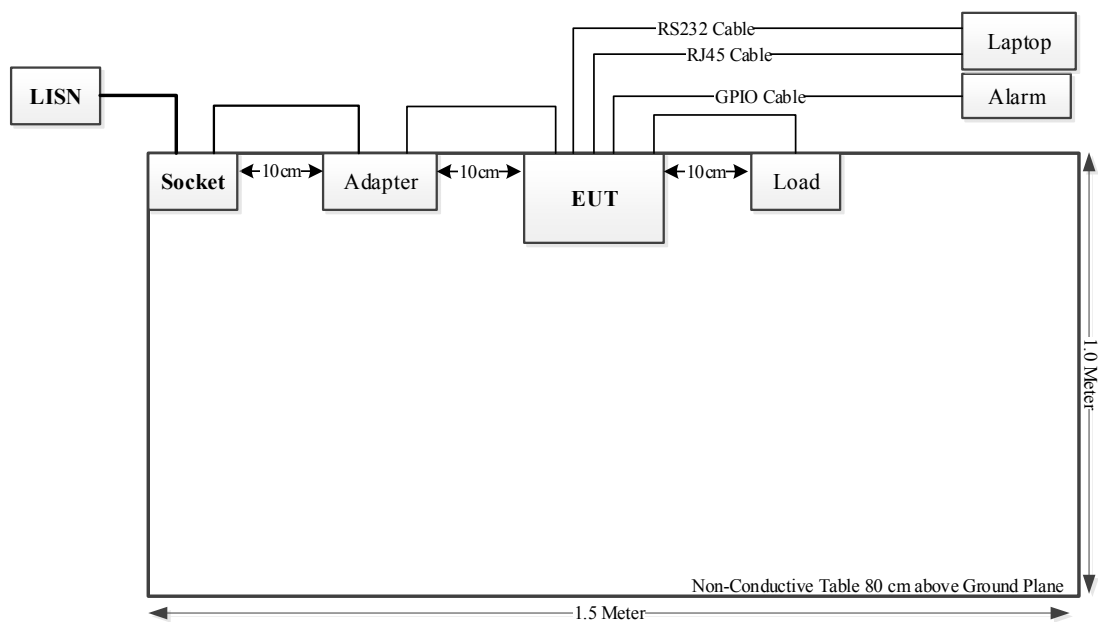 RS232 Cable
Laptop
RJ45 Cable
LISN
GPIO Cable
Alarm
Socket
10cm
Adapter
10cm
EUT
10cm
Load
1.0 Meter
Non-Conductive Table 80 cm above Ground Plane
1.5 Meter